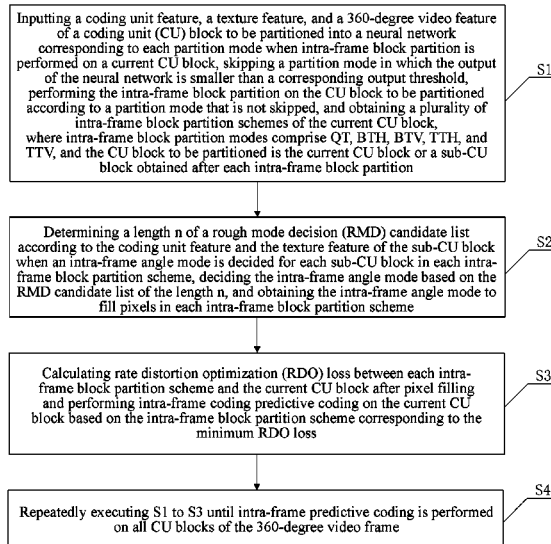 Inputting a coding unit feature, a texture feature, and a 360-degree video feature
of a coding unit (CU) block to be partitioned into a neural network
corresponding to each partition mode when intra-frame block partition is
performed on a current CU block, skipping a partition mode in which the output
of the neural network is smaller than a corresponding output threshold,
performing the intra-frame block partition on the CU block to be partitioned
according to a partition mode that is not skipped, and obtaining a plurality of
intra-frame block partition schemes of the current CU block,
where intra-frame block partition modes comprise QT, BTH, BTV, TTH, and
TTV, and the CU block to be partitioned is the current CU block or a sub-CU
block obtained after each intra-frame block partition
S1
Determining a length n of a rough mode decision (RMD) candidate list
according to the coding unit feature and the texture feature of the sub-CU block
when an intra-frame angle mode is decided for each sub-CU block in each intra-
frame block partition scheme, deciding the intra-frame angle mode based on the
RMD candidate list of the length n, and obtaining the intra-frame angle mode to
fill pixels in each intra-frame block partition scheme
S2
Calculating rate distortion optimization (RDO) loss between each intra-
frame block partition scheme and the current CU block after pixel filling
and performing intra-frame coding predictive coding on the current CU
block based on the intra-frame block partition scheme corresponding to the
minimum RDO loss
S3
Repeatedly executing S1 to S3 until intra-frame predictive coding is performed
on all CU blocks of the 360-degree video frame
S4